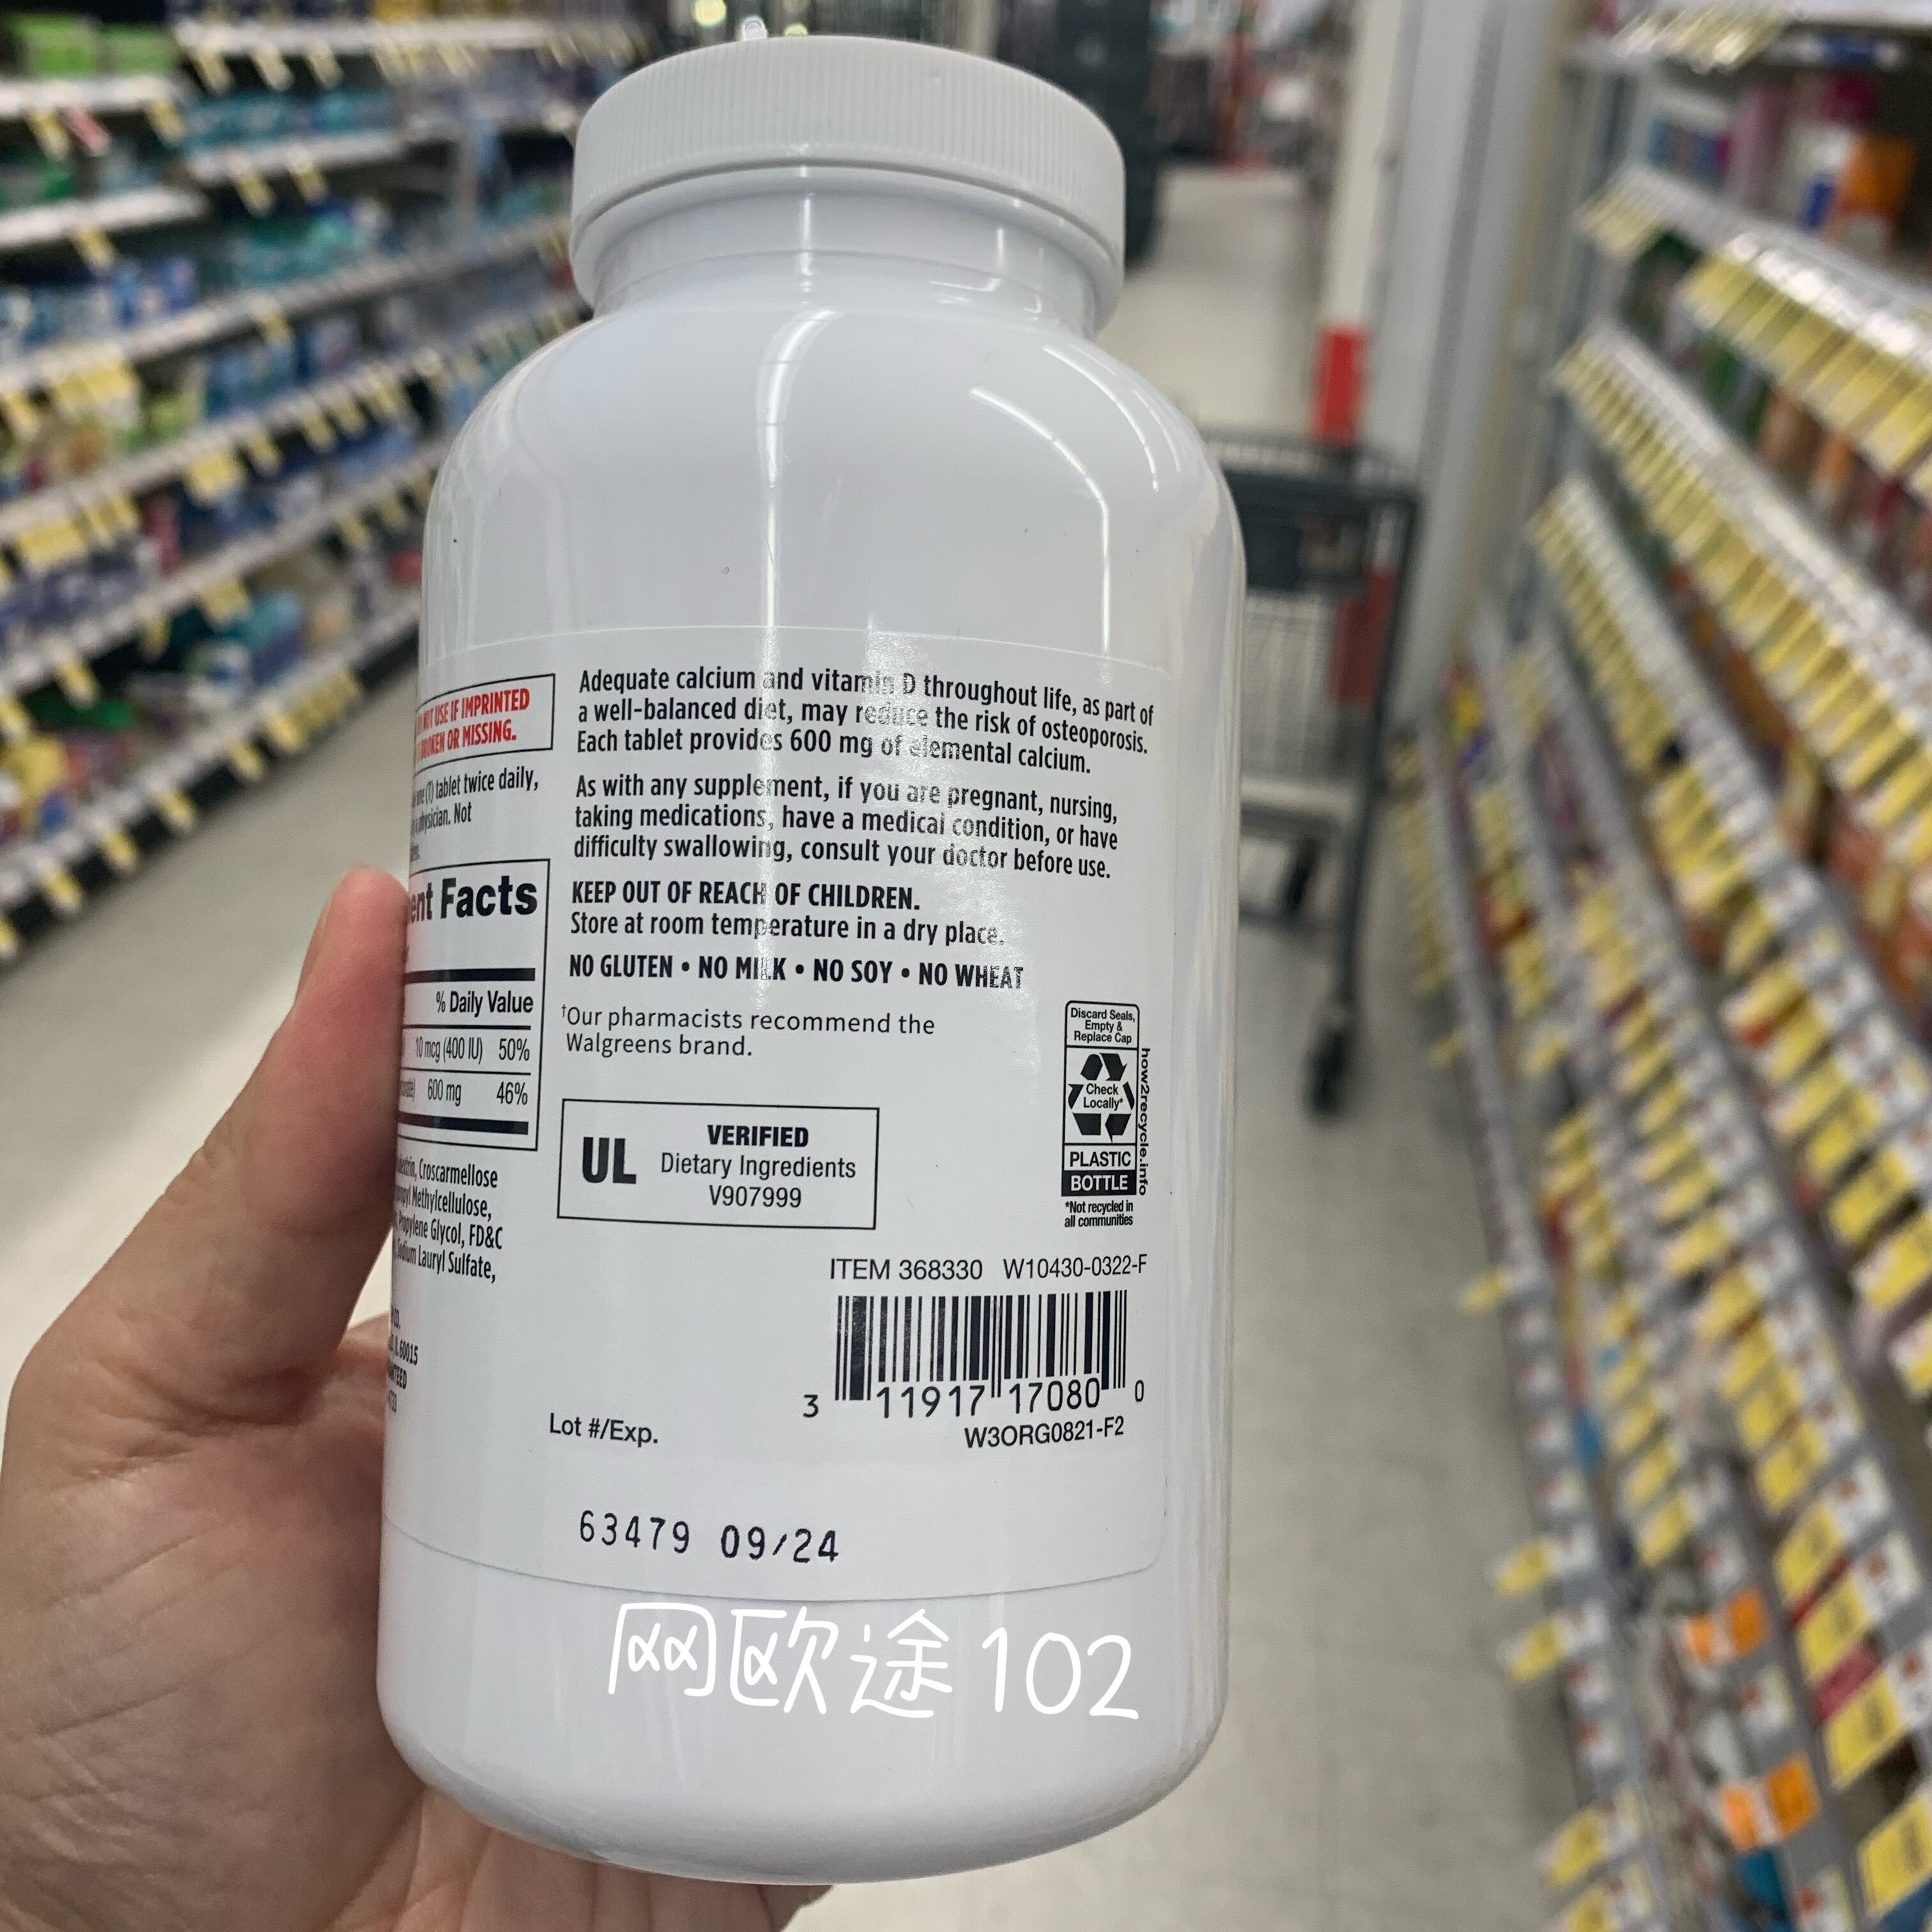 NOT USE IF IMPRINTED
BROKEN OR MISSING.
tablet twice daily,
physician. Not
Facts
% Daily Value
10 mcg (400 IU) 50%
600 mg 46%
Croscarmellose
Methylcellulose,
Propylene Glycol, FD&C
Sodium Lauryl Sulfate,
60015
Adequate calcium and vitamin D throughout life, as part of
a well-balanced diet, may reduce the risk of osteoporosis.
Each tablet provides 600 mg of elemental calcium.
As with any supplement, if you are pregnant, nursing,
taking medications, have a medical condition, or have
difficulty swallowing, consult your doctor before use.
KEEP OUT OF REACH OF CHILDREN.
Store at room temperature in a dry place.
NO GLUTEN • NO MILK • NO SOY • NO WHEAT
†Our pharmacists recommend the
Walgreens brand.
UL
VERIFIED
Dietary Ingredients
V907999
Discard Seals,
Empty &
Replace Cap
Check
Locally*
PLASTIC
BOTTLE
*Not recycled in
all communities
how2recycle.info
ITEM 368330 W10430-0322-F
3 11917 17080 0
W3ORG0821-F2
Lot #/Exp.
63479 09/24
网欧途102